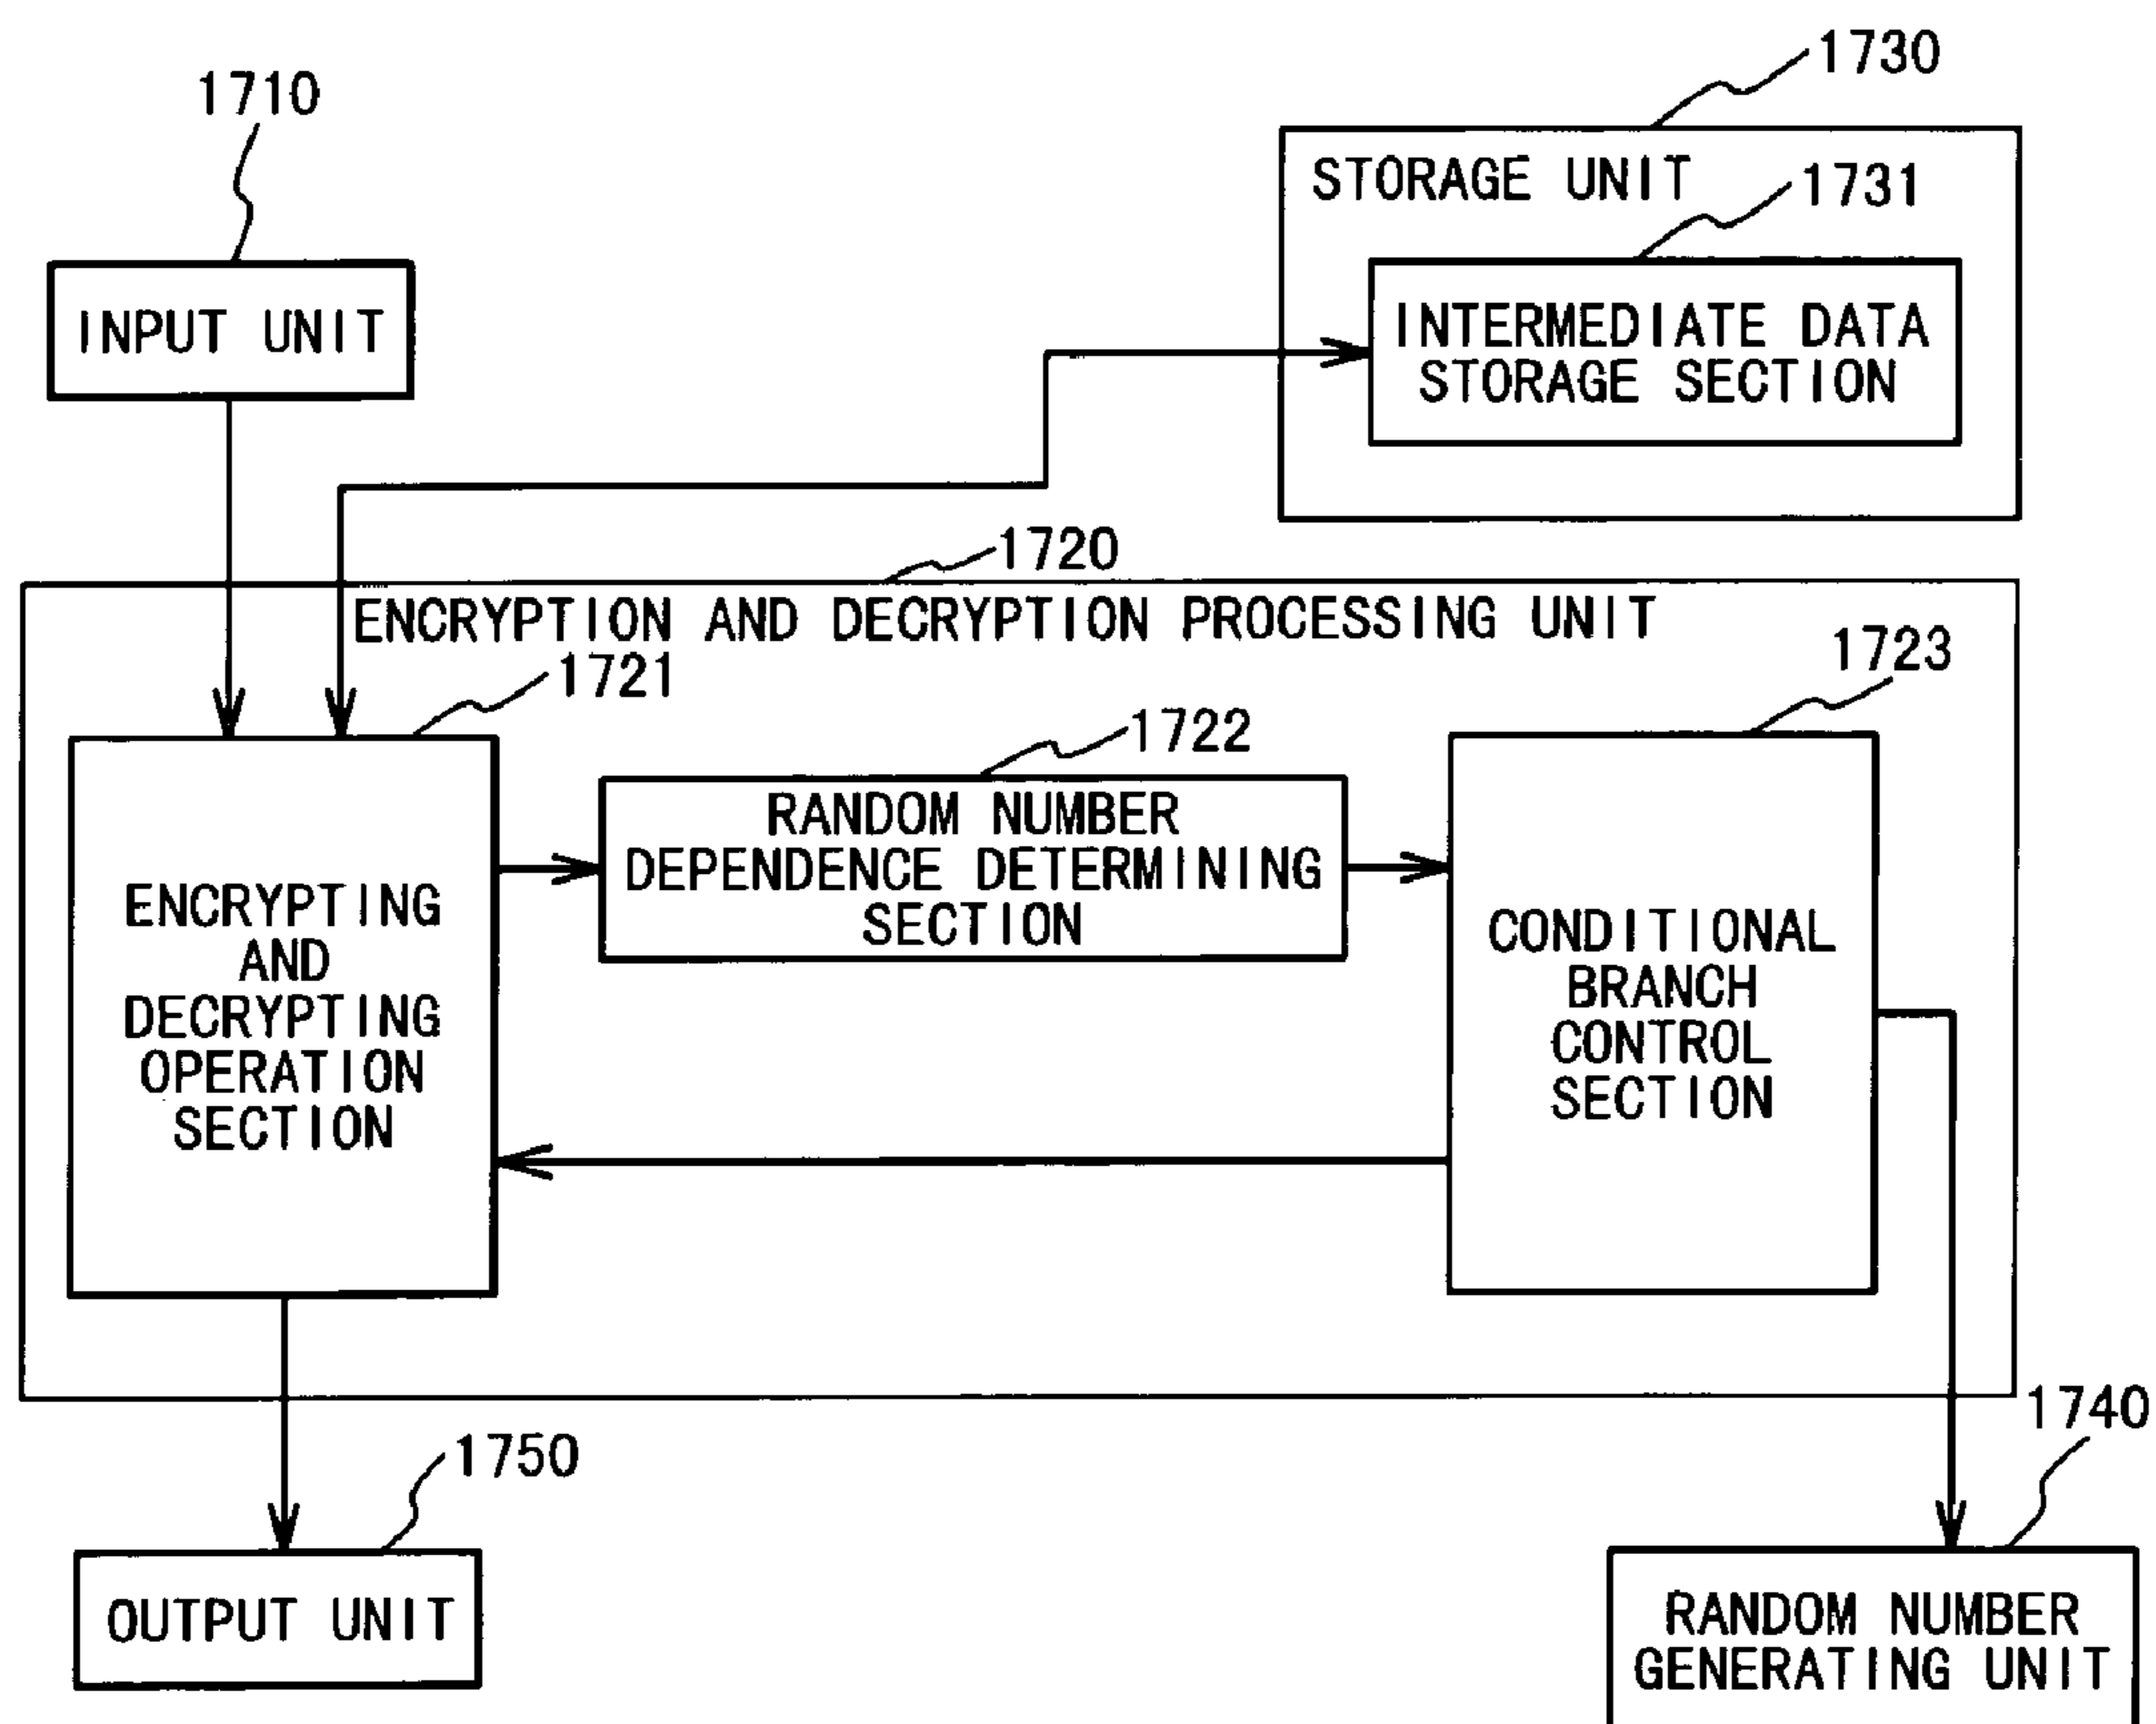 1730
1710
STORAGE UNIT
1731
INPUT UNIT
INTERMEDIATE DATA
STORAGE SECTION
1720
ENCRYPTION AND DECRYPTION PROCESSING UNIT
1721
1723
1722
RANDOM NUMBER
DEPENDENCE DETERMINING
SECTION
ENCRYPTING
AND
DECRYPTING
OPERATION
SECTION
CONDITIONAL
BRANCH
CONTROL
SECTION
1750
1740
OUTPUT UNIT
RANDOM NUMBER
GENERATING UNIT